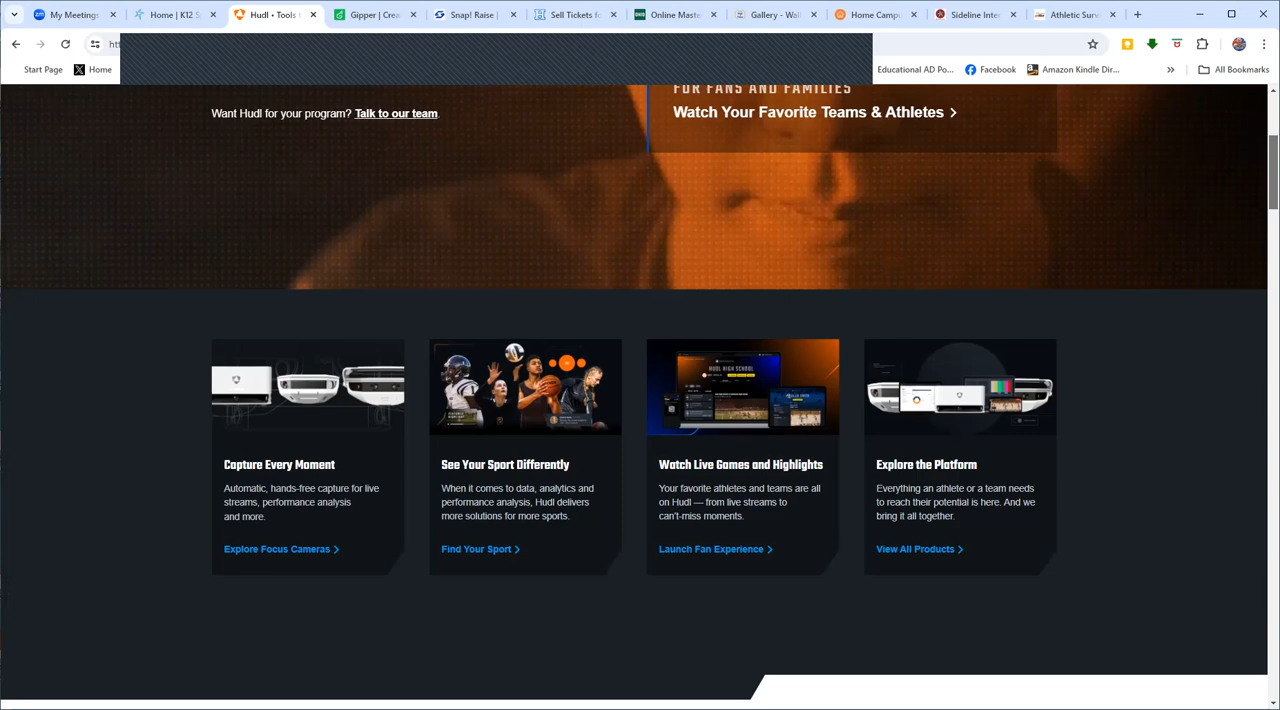 My Meetings
Home | K12 S
Hudl • Tools t
Gipper | Crea
Snap! Raise |
Sell Tickets f
Online Maste
Gallery - Wal
Home Campu
Sideline Inter
Athletic Surv
Start Page
Home
Educational AD Po...
Facebook
Amazon Kindle Dir...
»
All Bookmarks
FOR FANS AND FAMILIES
Want Hudl for your program? Talk to our team.
Watch Your Favorite Teams & Athletes >
HUDL HIGH SCHOOL
Capture Every Moment
Automatic, hands-free capture for live
streams, performance analysis
and more.
Explore Focus Cameras >
See Your Sport Differently
When it comes to data, analytics and
performance analysis, Hudl delivers
more solutions for more sports.
Find Your Sport >
Watch Live Games and Highlights
Your favorite athletes and teams are all
on Hudl — from live streams to
can't-miss moments.
Launch Fan Experience >
Explore the Platform
Everything an athlete or a team needs
to reach their potential is here. And we
bring it all together.
View All Products >